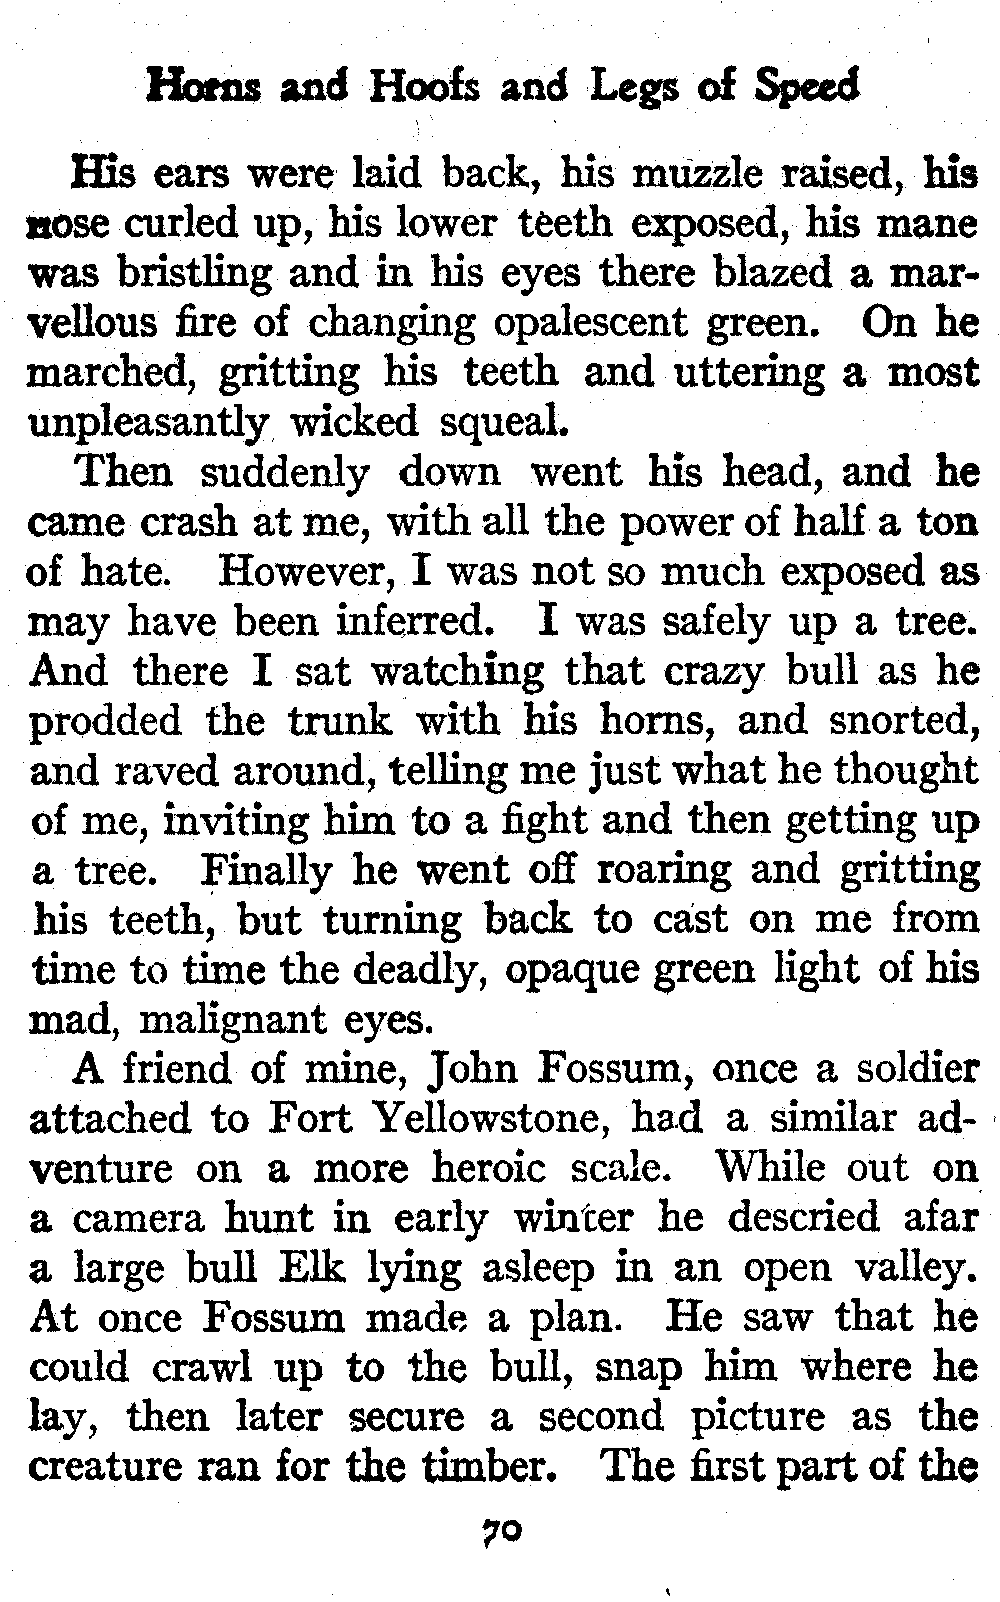 Horns and Hoofs and Legs of Speed
His ears were laid back, his muzzle raised, his
nose curled up, his lower teeth exposed, his mane
was bristling and in his eyes there blazed a mar-
vellous fire of changing opalescent green. On he
marched, gritting his teeth and uttering a most
unpleasantly wicked squeal.
Then suddenly down went his head, and he
came crash at me, with all the power of half a ton
of hate. However, I was not so much exposed as
may have been inferred. I was safely up a tree.
And there I sat watching that crazy bull as he
prodded the trunk with his horns, and snorted,
and raved around, telling me just what he thought
of me, inviting him to a fight and then getting up
a tree. Finally he went off roaring and gritting
his teeth, but turning back to cast on me from
time to time the deadly, opaque green light of his
mad, malignant eyes.
A friend of mine, John Fossum, once a soldier
attached to Fort Yellowstone, had a similar ad-
venture on a more heroic scale. While out on
a camera hunt in early winter he descried afar
a large bull Elk lying asleep in an open valley.
At once Fossum made a plan. He saw that he
could crawl up to the bull, snap him where he
lay, then later secure a second picture as the
creature ran for the timber. The first part of the
70